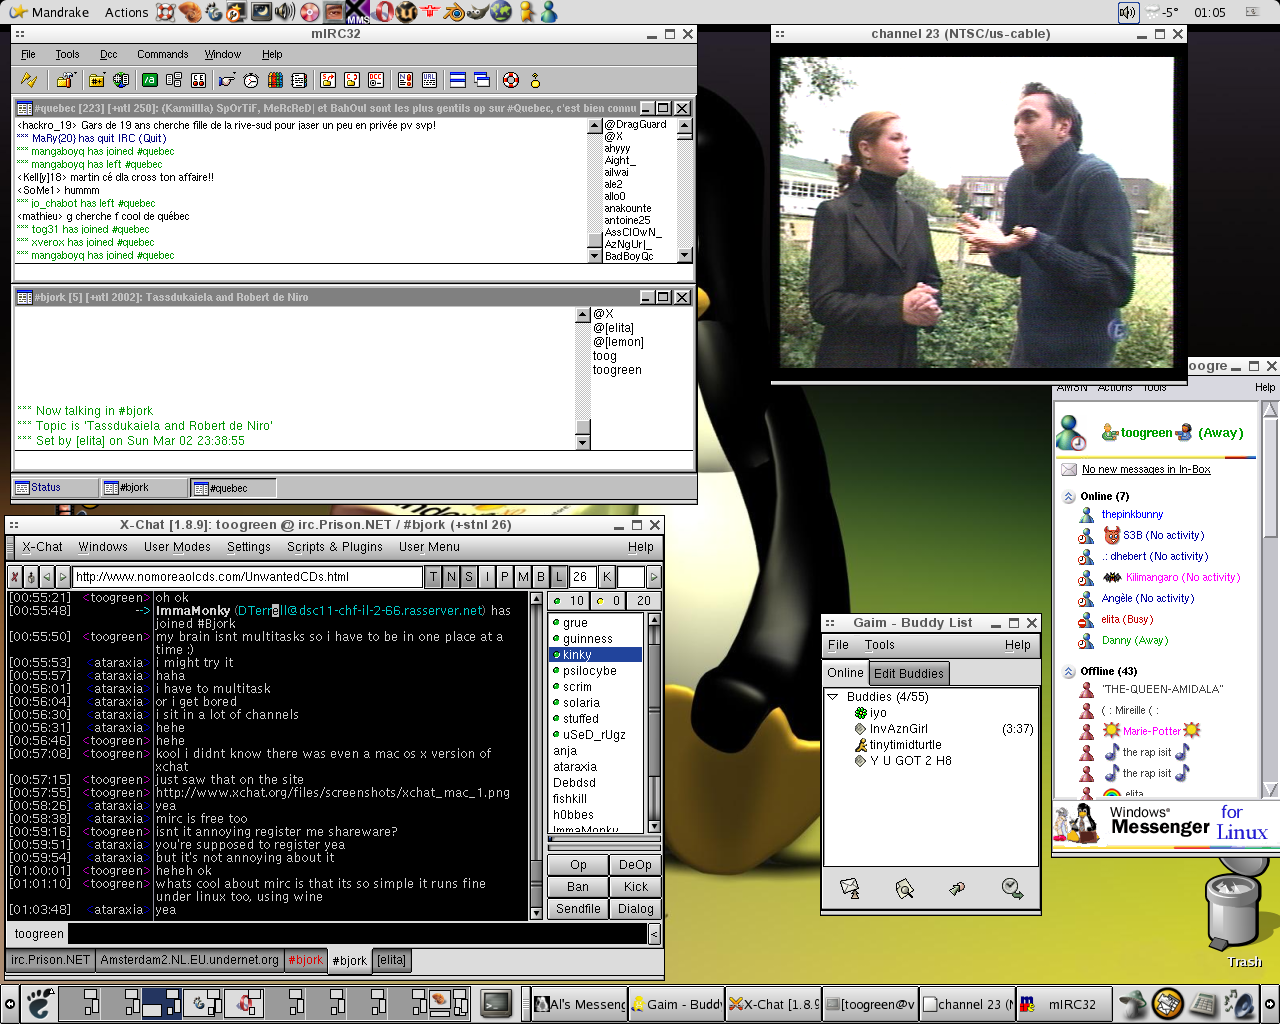 Mandrake Actions
MMS
-5° 01:05
mIRC32
File Tools Dcc Commands Window Help
#quebec [223] [+ntl 250]: (Karmilla) SpOrTiF, MeRcReD| et BahOul sont les plus gentils op sur #Quebec, c'est bien connu
<hackro_19> Gars de 19 ans cherche fille de la rive-sud pour jaser un peu en privée pv svp!
*** MaRy{20} has quit IRC (Quit)
*** mangaboyq has joined #quebec
*** mangaboyq has left #quebec
<Kell[y]18> martin cé dla cross ton affaire!!
<SoMe1> hummm
*** jo_chabot has left #quebec
<mathieu> g cherche f cool de québec
*** tog31 has joined #quebec
*** xverox has joined #quebec
*** mangaboyq has joined #quebec
@DragGuard
@X
ahyyy
Aight_
ailwai
ale2
allo0
anakounte
antoine25
AssClOwN_
AzNgUrl_
BadBoyQc
#bjork [5] [+ntl 2002]: Tassdukaiela and Robert de Niro
@X
@[elita]
@[lemon]
toog
toogreen
*** Now talking in #bjork
*** Topic is 'Tassdukaiela and Robert de Niro'
*** Set by [elita] on Sun Mar 02 23:38:55
Status #bjork #quebec
channel 23 (NTSC/us-cable)
E
toogre
AMSN Actions Tools Help
toogreen (Away)
No new messages in In-Box
Online (7)
thepinkbunny
S3B (No activity)
.: dhebert (No activity)
Kilimangaro (No activity)
Angèle (No activity)
elita (Busy)
Danny (Away)
Offline (43)
"THE-QUEEN-AMIDALA"
( : Mireille ( :
Marie-Potter
the rap isit
the rap isit
elita
Windows® Messenger for Linux
X-Chat [1.8.9]: toogreen @ irc.Prison.NET / #bjork (+stnl 26)
X-Chat Windows User Modes Settings Scripts & Plugins User Menu Help
http://www.nomoreaolcds.com/UnwantedCDs.html T N S I P M B L 26 K
[00:55:21] <toogreen> oh ok
[00:55:48] --> ImmaMonky (DTerrell@dsc11-chf-il-2-66.rasserver.net) has
joined #Bjork
[00:55:50] <toogreen> my brain isnt multitasks so i have to be in one place at a
time :)
[00:55:53] <ataraxia> i might try it
[00:55:57] <toogreen> haha
[00:56:01] <ataraxia> i have to multitask
[00:56:04] <ataraxia> or i get bored
[00:56:30] <ataraxia> i sit in a lot of channels
[00:56:31] <ataraxia> hehe
[00:56:46] <toogreen> hehe
[00:57:08] <toogreen> kool i didnt know there was even a mac os x version of
xchat
[00:57:15] <toogreen> just saw that on the site
[00:57:55] <toogreen> http://www.xchat.org/files/screenshots/xchat_mac_1.png
[00:58:26] <ataraxia> yea
[00:58:38] <ataraxia> mirc is free too
[00:59:16] <toogreen> isnt it annoying register me shareware?
[00:59:51] <ataraxia> you're supposed to register yea
[00:59:54] <ataraxia> but it's not annoying about it
[01:00:01] <toogreen> heheh ok
[01:01:10] <toogreen> whats cool about mirc is that its so simple it runs fine
under linux too, using wine
[01:03:48] <ataraxia> yea
10 0 20
grue
guinness
kinky
psilocybe
scrim
solaria
stuffed
uSeD_rUgz
anja
ataraxia
Debdsd
fishkill
h0bbes
ImmaMonky
Op DeOp
Ban Kick
Sendfile Dialog
toogreen
<
irc.Prison.NET Amsterdam2.NL.EU.undernet.org #bjork #bjork [elita]
Gaim - Buddy List
File Tools Help
Online Edit Buddies
Buddies (4/55)
iyo
InvAznGirl (3:37)
tinytimidturtle
Y U GOT 2 H8
Trash
Al's Messeng Gaim - Buddy X-Chat [1.8.9 [toogreen@v channel 23 (N mIRC32